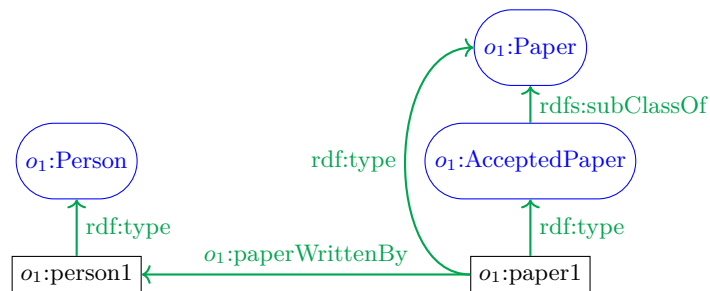 o₁:Paper
rdfs:subClassOf
o₁:Person
rdf:type
o₁:AcceptedPaper
rdf:type
rdf:type
o₁:paperWrittenBy
o₁:person1
o₁:paper1